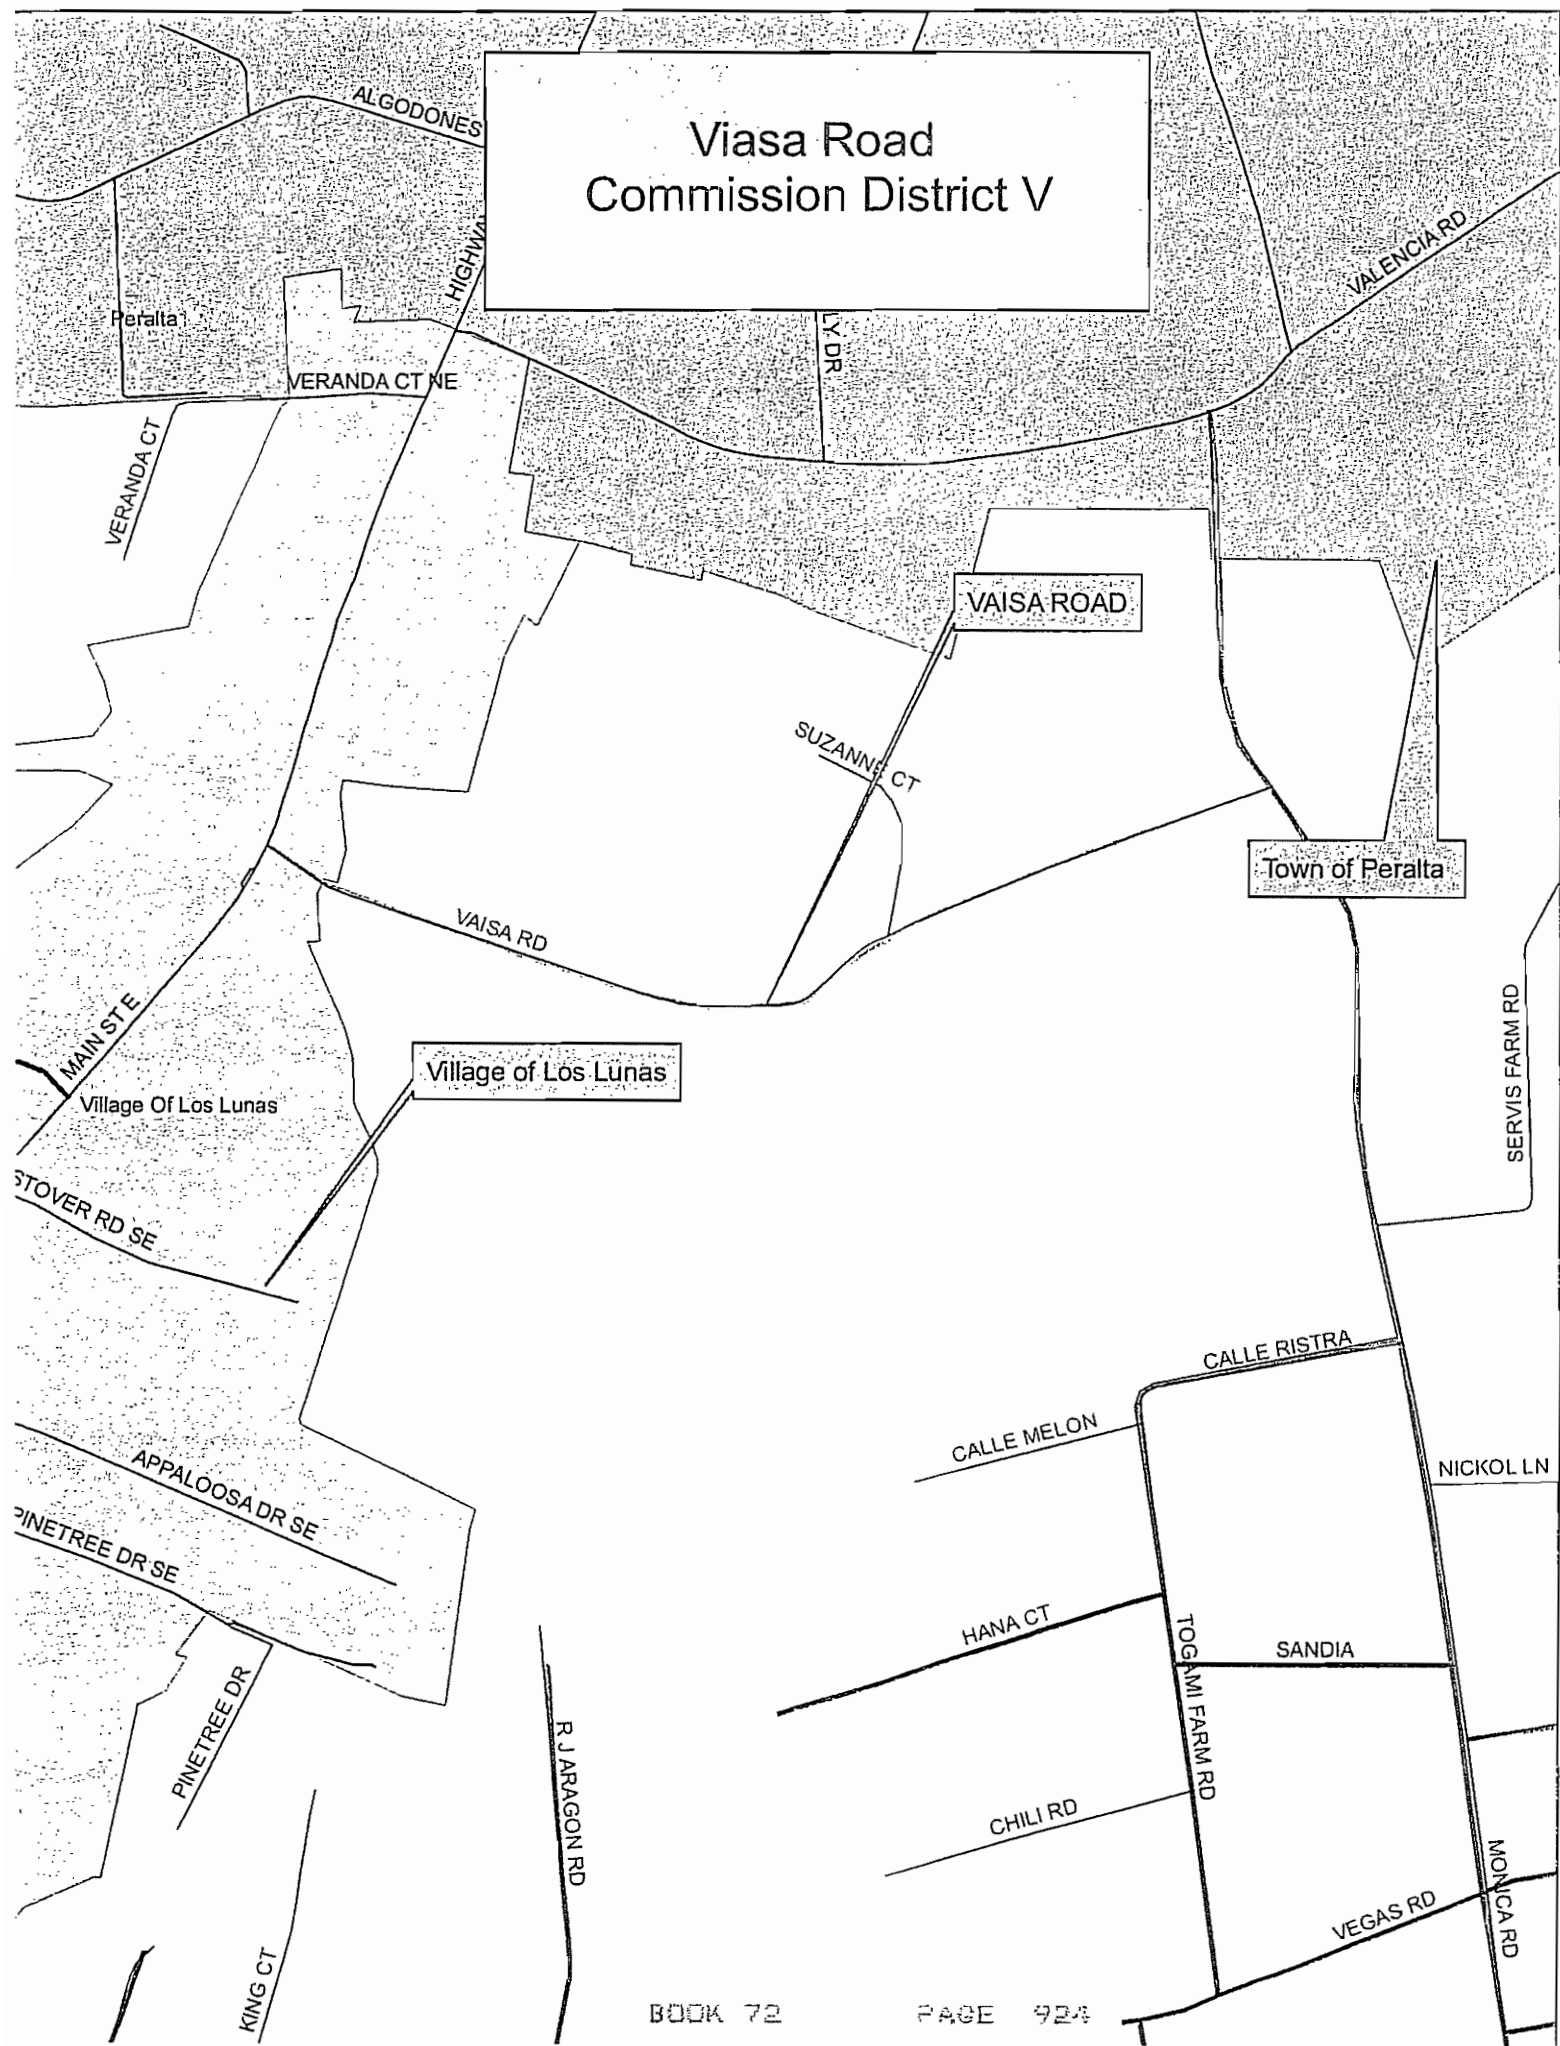 Viasa Road
Commission District V
ALGODONES
HIGHWA
VALENCIA RD
Peralta
LY DR
VERANDA CT NE
VERANDA CT
VAISA ROAD
SUZANNE CT
Town of Peralta
VAISA RD
MAIN ST E
SERVIS FARM RD
Village of Los Lunas
Village Of Los Lunas
STOVER RD SE
CALLE RISTRA
CALLE MELON
APPALOOSA DR SE
NICKOL LN
PINETREE DR SE
HANA CT
TOGAMI FARM RD
SANDIA
PINETREE DR
R J ARAGON RD
CHILI RD
MONICA RD
VEGAS RD
KING CT
BOOK 72 PAGE 924